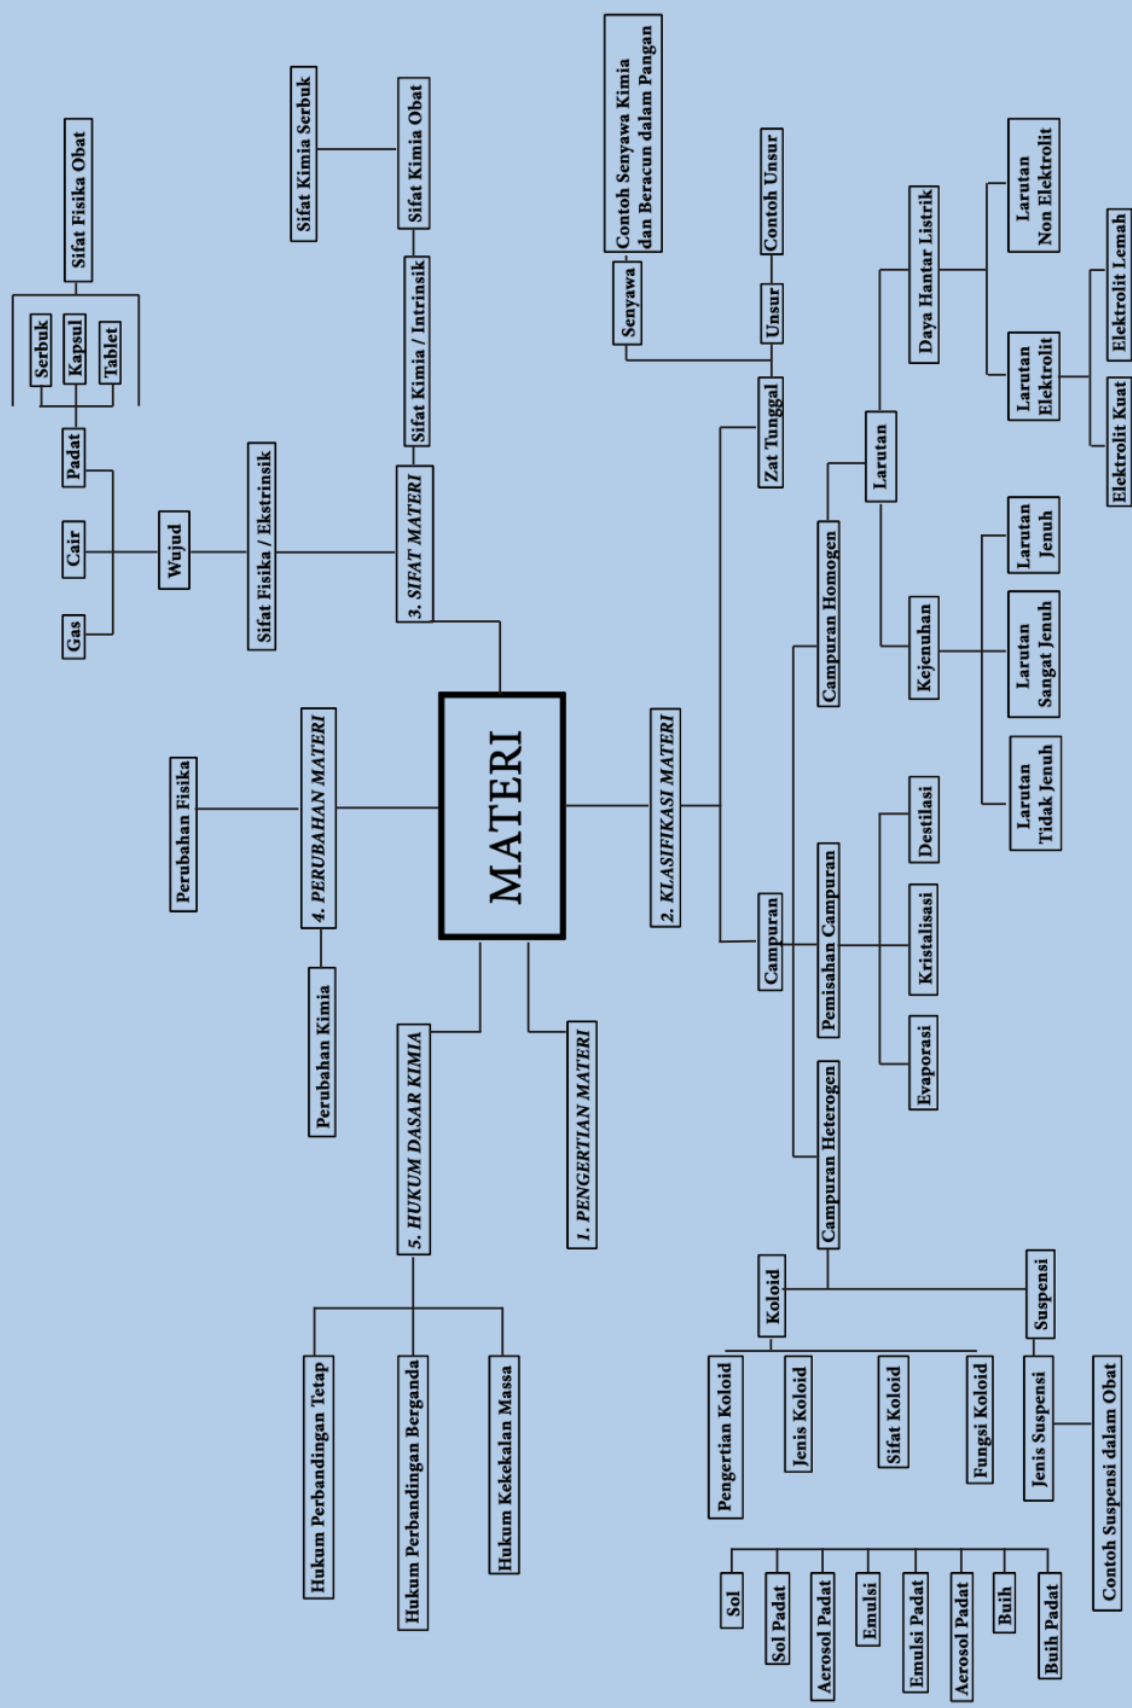 Gas
Cair
Padat
Serbuk
Kapsul
Tablet
Sifat Fisika Obat
Wujud
Sifat Fisika / Ekstrinsik
Sifat Kimia Serbuk
Sifat Kimia Obat
Sifat Kimia / Intrinsik
3. SIFAT MATERI
Perubahan Fisika
4. PERUBAHAN MATERI
Perubahan Kimia
MATERI
5. HUKUM DASAR KIMIA
Hukum Perbandingan Tetap
Hukum Perbandingan Berganda
Hukum Kekekalan Massa
1. PENGERTIAN MATERI
2. KLASIFIKASI MATERI
Senyawa
Contoh Senyawa Kimia
dan Beracun dalam Pangan
Zat Tunggal
Unsur
Contoh Unsur
Campuran
Campuran Heterogen
Pemisahan Campuran
Campuran Homogen
Evaporasi
Kristalisasi
Destilasi
Larutan
Kejenuhan
Daya Hantar Listrik
Larutan
Tidak Jenuh
Larutan
Sangat Jenuh
Larutan
Jenuh
Larutan
Elektrolit
Larutan
Non Elektrolit
Elektrolit Kuat
Elektrolit Lemah
Koloid
Pengertian Koloid
Jenis Koloid
Sifat Koloid
Fungsi Koloid
Suspensi
Jenis Suspensi
Contoh Suspensi dalam Obat
Sol
Sol Padat
Aerosol Padat
Emulsi
Emulsi Padat
Aerosol Padat
Buih
Buih Padat